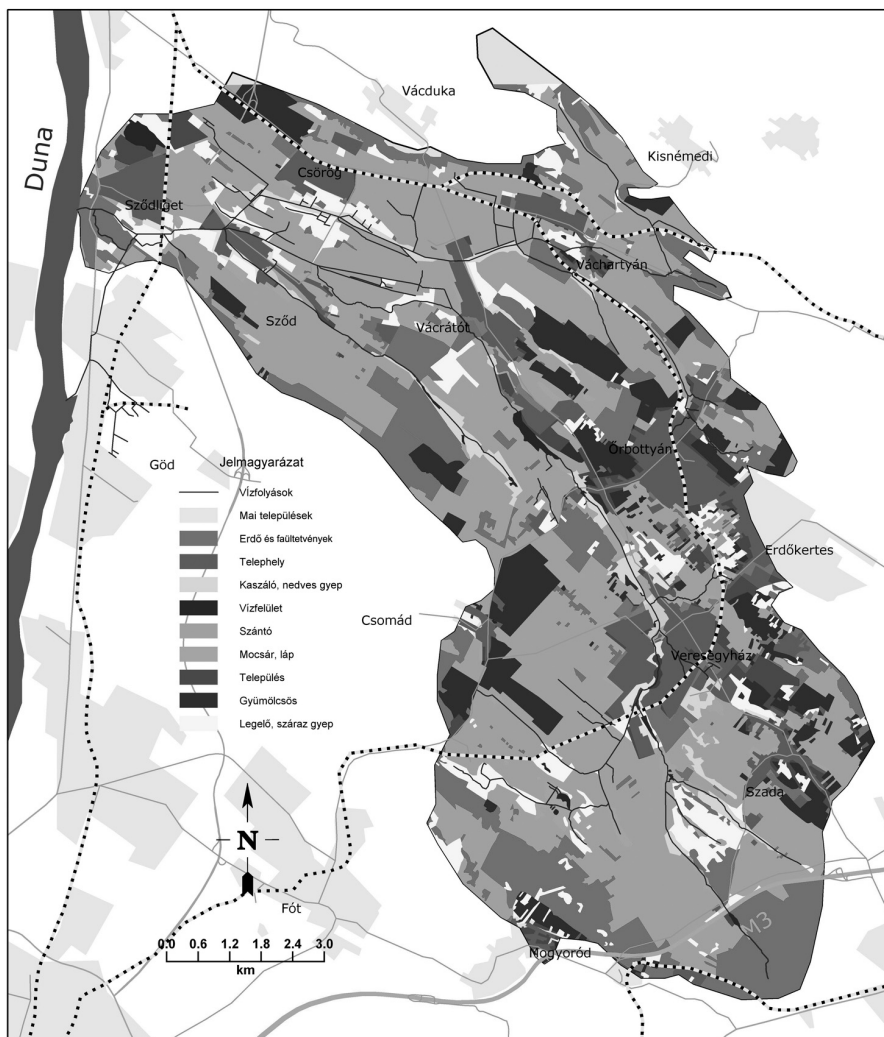 Duna
Vácduka
Kisnémedi
Csörög
Sződliget
Váchartyán
Sződ
Vácrátót
Őrbottyán
Göd
Jelmagyarázat
Vízfolyások
Mai települések
Erdő és faültetvények
Telephely
Kaszáló, nedves gyep
Vízfelület
Szántó
Mocsár, láp
Település
Gyümölcsös
Legelő, száraz gyep
Erdőkertes
Csomád
Veresegyház
Szada
N
Fót
M3
Mogyoród
0.0 0.6 1.2 1.8 2.4 3.0
km